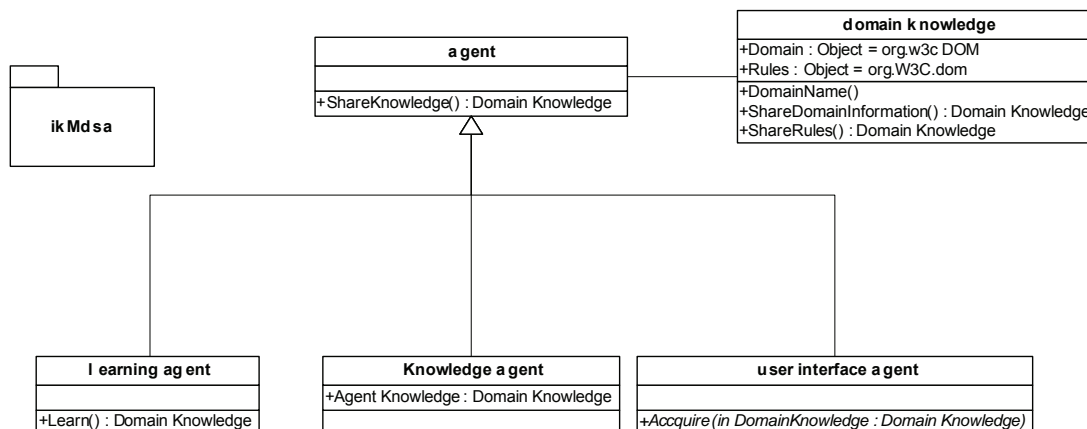 ikMdsa
agent
+ShareKnowledge() : Domain Knowledge
domain knowledge
+Domain : Object = org.w3c DOM
+Rules : Object = org.W3C.dom
+DomainName()
+ShareDomainInformation() : Domain Knowledge
+ShareRules() : Domain Knowledge
learning agent
+Learn() : Domain Knowledge
Knowledge agent
+Agent Knowledge : Domain Knowledge
user interface agent
+Accquire(in DomainKnowledge : Domain Knowledge)